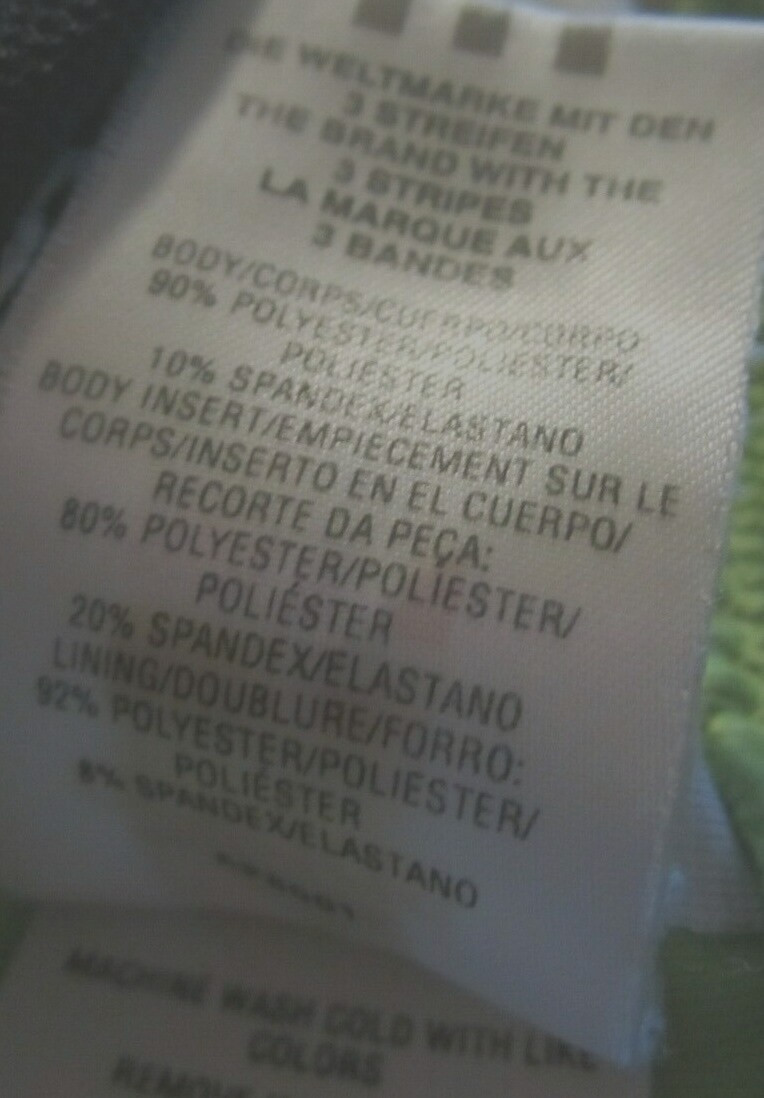 DIE WELTMARKE MIT DEN
3 STREIFEN
THE BRAND WITH THE
3 STRIPES
LA MARQUE AUX
3 BANDES
BODY/CORPS/CUERPO/CORPO
90% POLYESTER/POLIESTER/
POLIÉSTER
10% SPANDEX/ELASTANO
BODY INSERT/EMPIECEMENT SUR LE
CORPS/INSERTO EN EL CUERPO/
RECORTE DA PEÇA:
80% POLYESTER/POLÍESTER/
POLIÉSTER
20% SPANDEX/ELASTANO
LINING/DOUBLURE/FORRO:
92% POLYESTER/POLIESTER/
POLIÉSTER
8% SPANDEX/ELASTANO
MACHINE WASH COLD WITH LIKE
COLORS
REMOVE